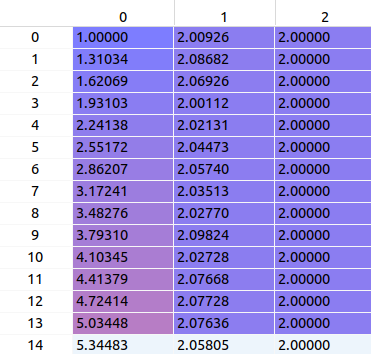 0 1 2
0 1.00000 2.00926 2.00000
1 1.31034 2.08682 2.00000
2 1.62069 2.06926 2.00000
3 1.93103 2.00112 2.00000
4 2.24138 2.02131 2.00000
5 2.55172 2.04473 2.00000
6 2.86207 2.05740 2.00000
7 3.17241 2.03513 2.00000
8 3.48276 2.02770 2.00000
9 3.79310 2.09824 2.00000
10 4.10345 2.02728 2.00000
11 4.41379 2.07668 2.00000
12 4.72414 2.07728 2.00000
13 5.03448 2.07636 2.00000
14 5.34483 2.05805 2.00000